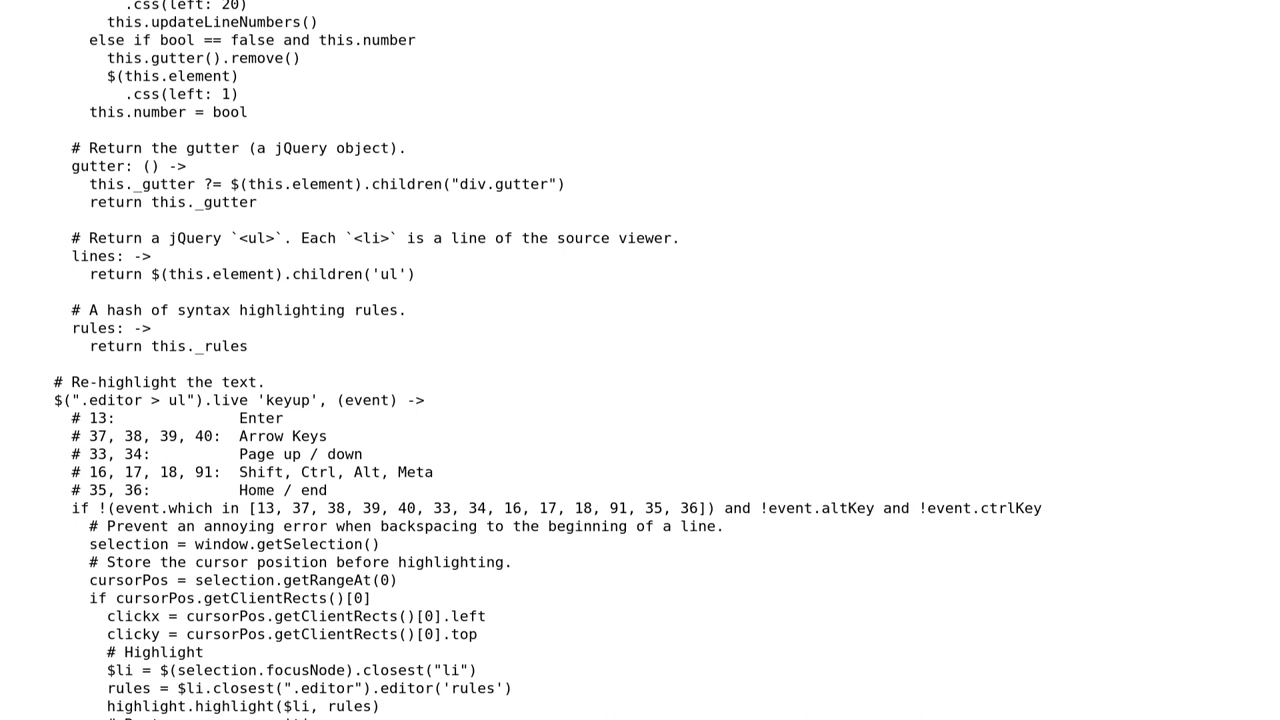 .css(left: 20)
this.updateLineNumbers()
else if bool == false and this.number
this.gutter().remove()
$(this.element)
.css(left: 1)
this.number = bool
# Return the gutter (a jQuery object).
gutter: () ->
this._gutter ?= $(this.element).children("div.gutter")
return this._gutter
# Return a jQuery `<ul>`. Each `<li>` is a line of the source viewer.
lines: ->
return $(this.element).children('ul')
# A hash of syntax highlighting rules.
rules: ->
return this._rules
# Re-highlight the text.
$(".editor > ul").live 'keyup', (event) ->
# 13:              Enter
# 37, 38, 39, 40:  Arrow Keys
# 33, 34:          Page up / down
# 16, 17, 18, 91:  Shift, Ctrl, Alt, Meta
# 35, 36:          Home / end
if !(event.which in [13, 37, 38, 39, 40, 33, 34, 16, 17, 18, 91, 35, 36]) and !event.altKey and !event.ctrlKey
# Prevent an annoying error when backspacing to the beginning of a line.
selection = window.getSelection()
# Store the cursor position before highlighting.
cursorPos = selection.getRangeAt(0)
if cursorPos.getClientRects()[0]
clickx = cursorPos.getClientRects()[0].left
clicky = cursorPos.getClientRects()[0].top
# Highlight
$li = $(selection.focusNode).closest("li")
rules = $li.closest(".editor").editor('rules')
highlight.highlight($li, rules)